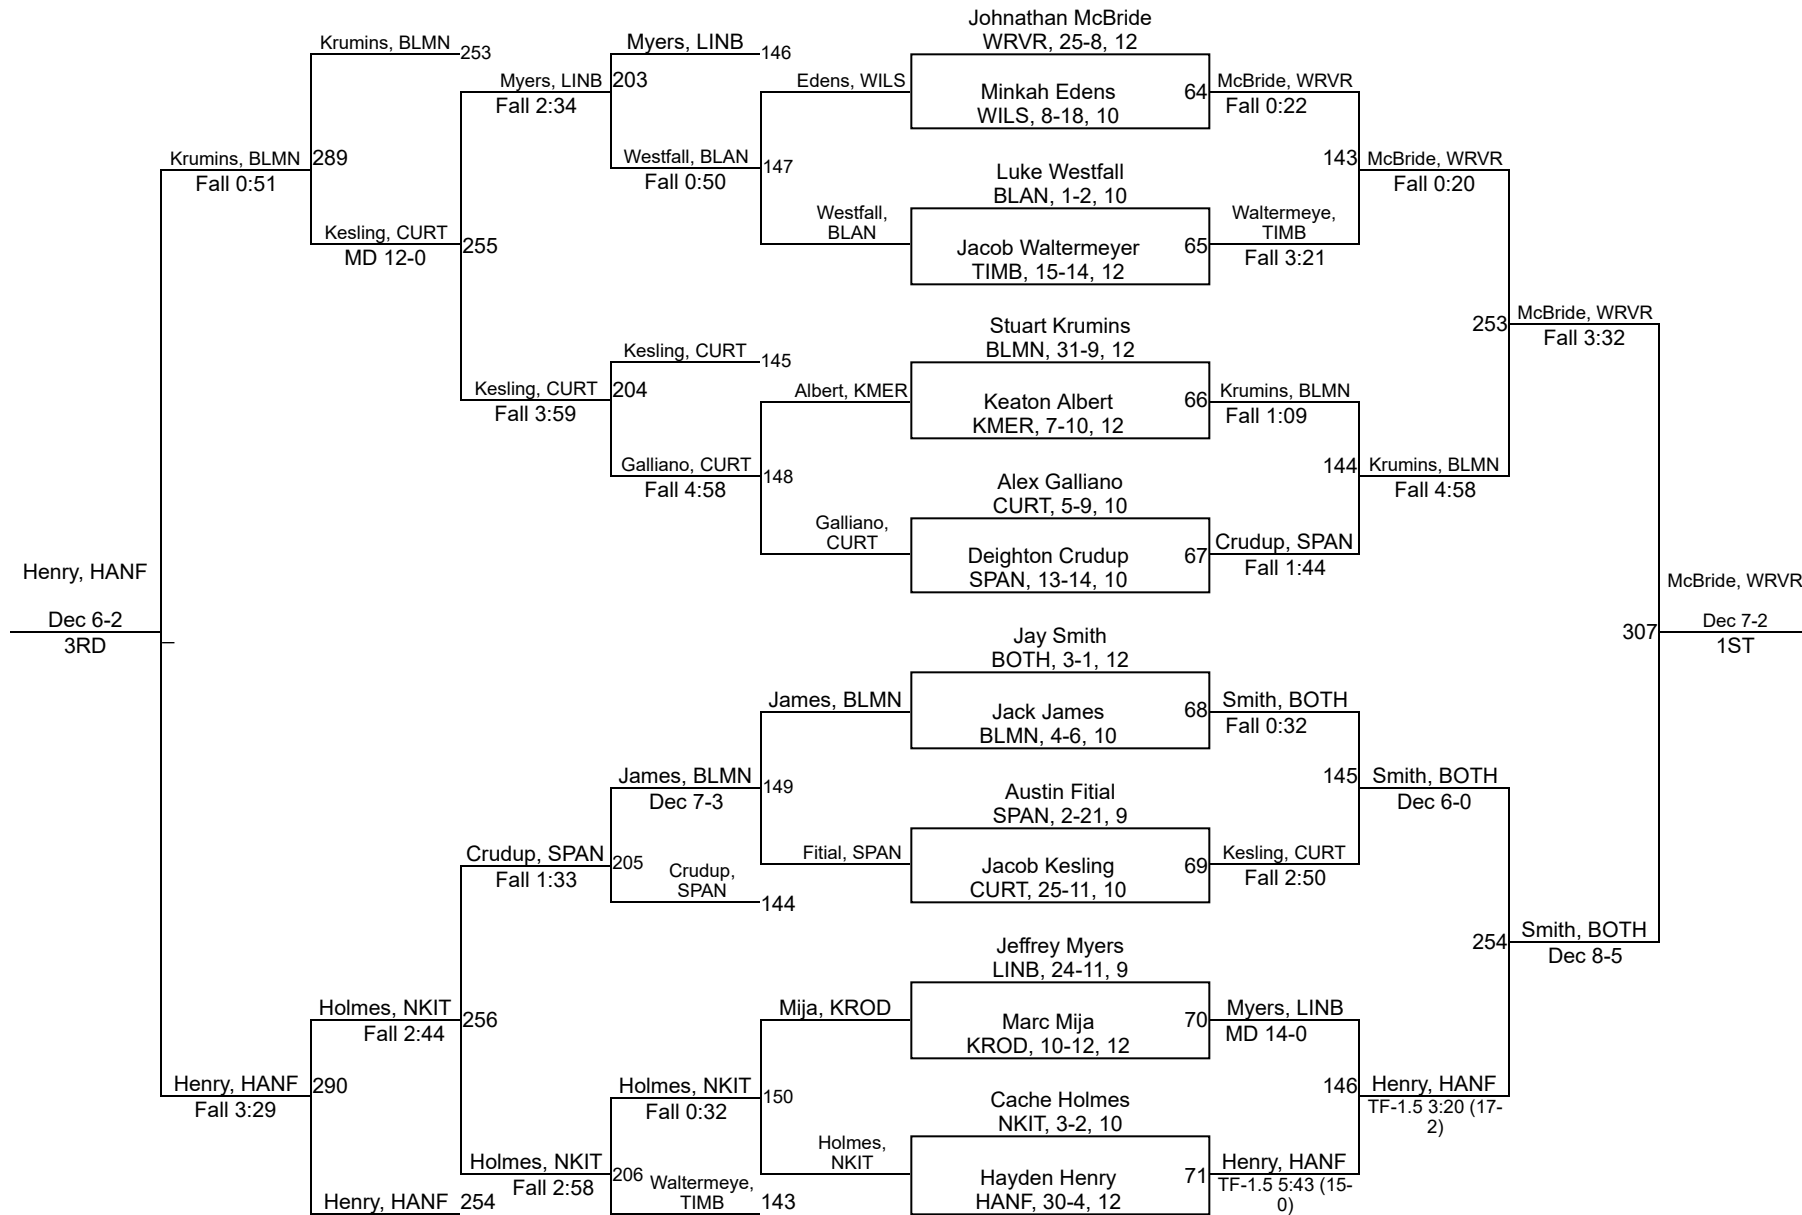 Johnathan McBride
WRVR, 25-8, 12
Krumins, BLMN
253
Myers, LINB
146
Myers, LINB
203
Fall 2:34
Edens, WILS
Minkah Edens
WILS, 8-18, 10
64
McBride, WRVR
Fall 0:22
Krumins, BLMN
289
Fall 0:51
Westfall, BLAN
147
Fall 0:50
Luke Westfall
BLAN, 1-2, 10
143
McBride, WRVR
Fall 0:20
Kesling, CURT
MD 12-0
255
Westfall,
BLAN
Jacob Waltermeyer
TIMB, 15-14, 12
65
Waltermeye,
TIMB
Fall 3:21
Stuart Krumins
BLMN, 31-9, 12
253
McBride, WRVR
Fall 3:32
Kesling, CURT
145
Kesling, CURT
204
Fall 3:59
Albert, KMER
Keaton Albert
KMER, 7-10, 12
66
Krumins, BLMN
Fall 1:09
Galliano, CURT
148
Fall 4:58
Alex Galliano
CURT, 5-9, 10
144
Krumins, BLMN
Fall 4:58
Galliano,
CURT
Deighton Crudup
SPAN, 13-14, 10
67
Crudup, SPAN
Fall 1:44
Henry, HANF
Dec 6-2
3RD
McBride, WRVR
307
Dec 7-2
1ST
Jay Smith
BOTH, 3-1, 12
James, BLMN
Jack James
BLMN, 4-6, 10
68
Smith, BOTH
Fall 0:32
James, BLMN
149
Dec 7-3
Austin Fitial
SPAN, 2-21, 9
145
Smith, BOTH
Dec 6-0
Crudup, SPAN
205
Fall 1:33
Crudup,
SPAN
144
Fitial, SPAN
Jacob Kesling
CURT, 25-11, 10
69
Kesling, CURT
Fall 2:50
Jeffrey Myers
LINB, 24-11, 9
254
Smith, BOTH
Dec 8-5
Holmes, NKIT
256
Fall 2:44
Mija, KROD
Marc Mija
KROD, 10-12, 12
70
Myers, LINB
MD 14-0
Henry, HANF
290
Fall 3:29
Holmes, NKIT
150
Fall 0:32
Cache Holmes
NKIT, 3-2, 10
146
Henry, HANF
TF-1.5 3:20 (17-
2)
Holmes, NKIT
206
Fall 2:58
Holmes,
NKIT
Hayden Henry
HANF, 30-4, 12
71
Henry, HANF
TF-1.5 5:43 (15-
0)
Henry, HANF
254
Waltermeye,
TIMB
143